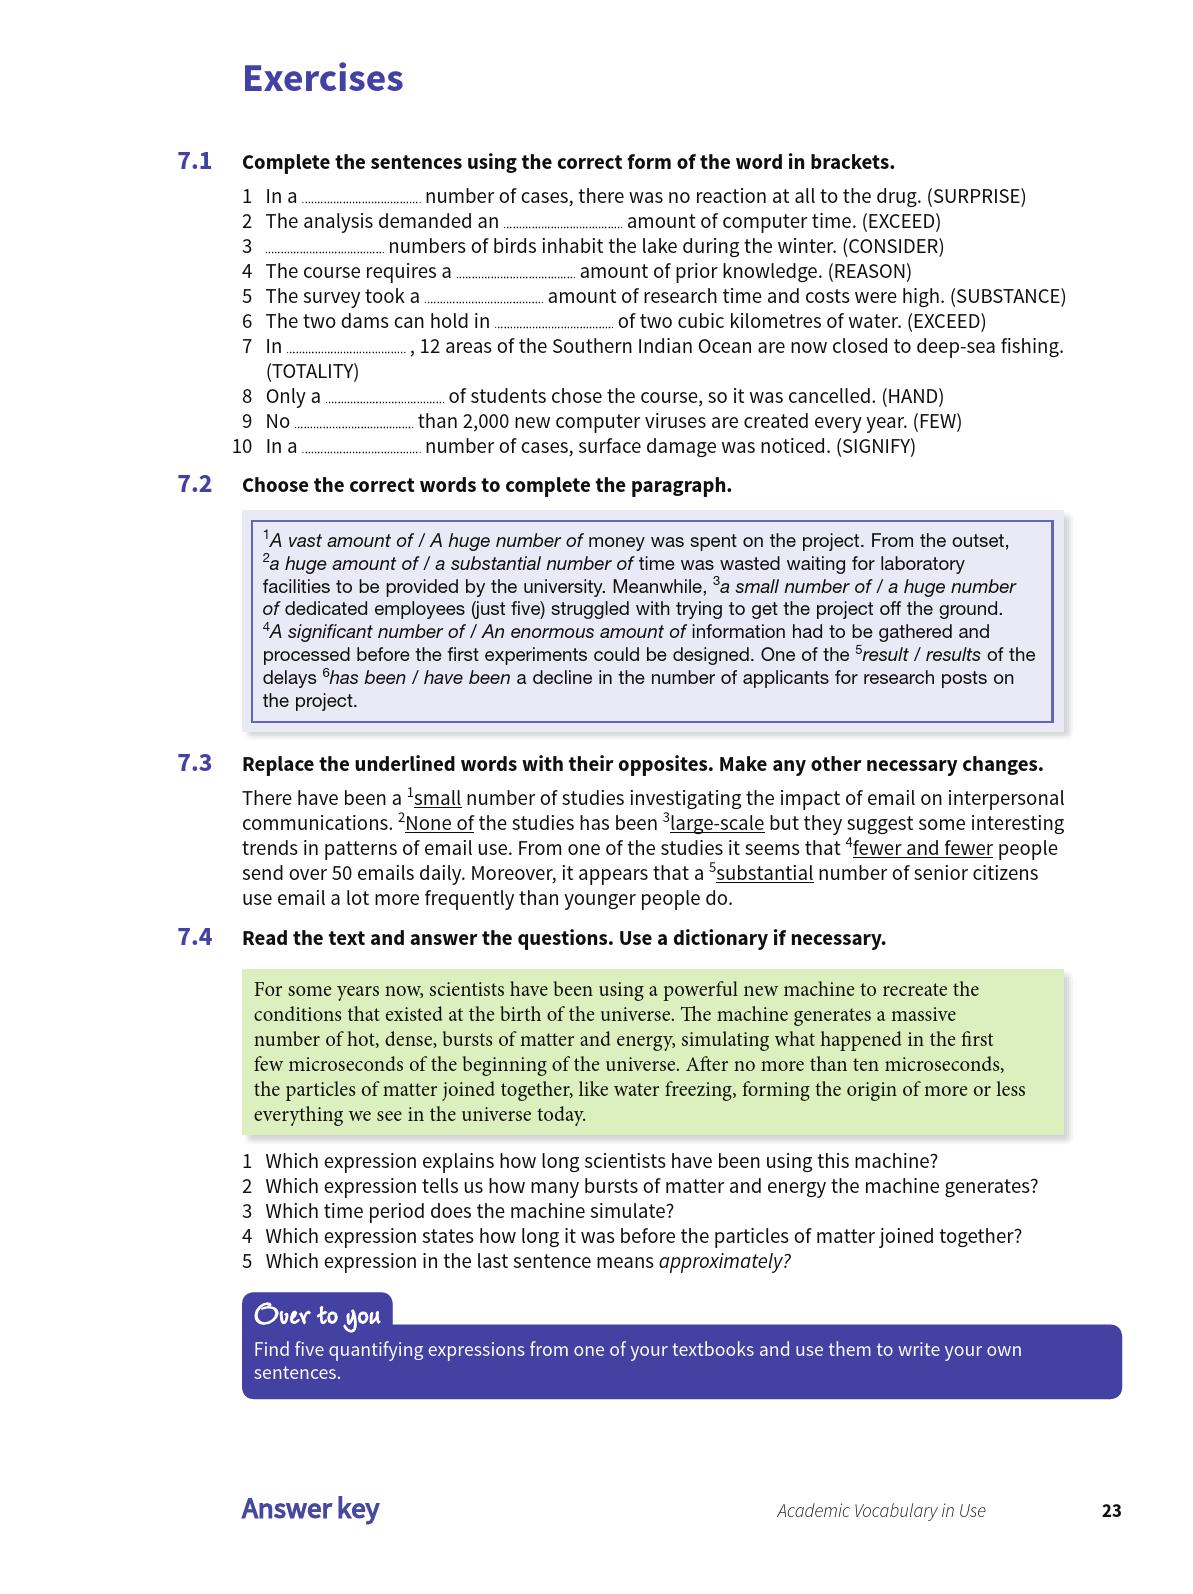 Exercises
7.1 Complete the sentences using the correct form of the word in brackets.
1 In a ........................................ number of cases, there was no reaction at all to the drug. (SURPRISE)
2 The analysis demanded an ........................................ amount of computer time. (EXCEED)
3 ........................................ numbers of birds inhabit the lake during the winter. (CONSIDER)
4 The course requires a ........................................ amount of prior knowledge. (REASON)
5 The survey took a ........................................ amount of research time and costs were high. (SUBSTANCE)
6 The two dams can hold in ........................................ of two cubic kilometres of water. (EXCEED)
7 In ........................................ , 12 areas of the Southern Indian Ocean are now closed to deep-sea fishing.
(TOTALITY)
8 Only a ........................................ of students chose the course, so it was cancelled. (HAND)
9 No ........................................ than 2,000 new computer viruses are created every year. (FEW)
10 In a ........................................ number of cases, surface damage was noticed. (SIGNIFY)
7.2 Choose the correct words to complete the paragraph.
1A vast amount of / A huge number of money was spent on the project. From the outset,
2a huge amount of / a substantial number of time was wasted waiting for laboratory
facilities to be provided by the university. Meanwhile, 3a small number of / a huge number
of dedicated employees (just five) struggled with trying to get the project off the ground.
4A significant number of / An enormous amount of information had to be gathered and
processed before the first experiments could be designed. One of the 5result / results of the
delays 6has been / have been a decline in the number of applicants for research posts on
the project.
7.3 Replace the underlined words with their opposites. Make any other necessary changes.
There have been a 1small number of studies investigating the impact of email on interpersonal
communications. 2None of the studies has been 3large-scale but they suggest some interesting
trends in patterns of email use. From one of the studies it seems that 4fewer and fewer people
send over 50 emails daily. Moreover, it appears that a 5substantial number of senior citizens
use email a lot more frequently than younger people do.
7.4 Read the text and answer the questions. Use a dictionary if necessary.
For some years now, scientists have been using a powerful new machine to recreate the
conditions that existed at the birth of the universe. The machine generates a massive
number of hot, dense, bursts of matter and energy, simulating what happened in the first
few microseconds of the beginning of the universe. After no more than ten microseconds,
the particles of matter joined together, like water freezing, forming the origin of more or less
everything we see in the universe today.
1 Which expression explains how long scientists have been using this machine?
2 Which expression tells us how many bursts of matter and energy the machine generates?
3 Which time period does the machine simulate?
4 Which expression states how long it was before the particles of matter joined together?
5 Which expression in the last sentence means approximately?
Over to you
Find five quantifying expressions from one of your textbooks and use them to write your own
sentences.
Answer key Academic Vocabulary in Use 23